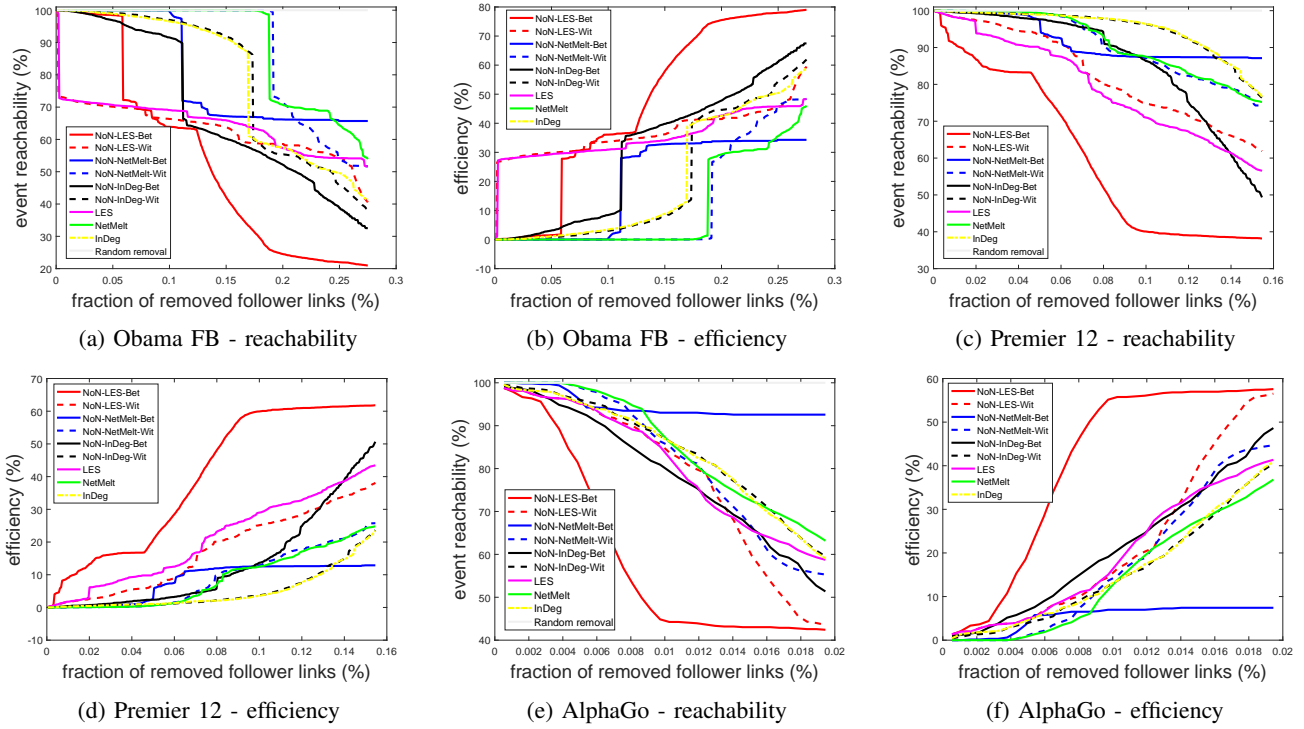 event reachability (%)
100
90
80
70
60
50
40
30
20
0
0.05
0.1
0.15
0.2
0.25
0.3
NoN-LES-Bet
NoN-LES-Wit
NoN-NetMelt-Bet
NoN-NetMelt-Wit
NoN-InDeg-Bet
NoN-InDeg-Wit
LES
NetMelt
InDeg
Random removal
fraction of removed follower links (%)
(a) Obama FB - reachability
efficiency (%)
80
70
60
50
40
30
20
10
0
-10
0
0.05
0.1
0.15
0.2
0.25
0.3
NoN-LES-Bet
NoN-LES-Wit
NoN-NetMelt-Bet
NoN-NetMelt-Wit
NoN-InDeg-Bet
NoN-InDeg-Wit
LES
NetMelt
InDeg
fraction of removed follower links (%)
(b) Obama FB - efficiency
event reachability (%)
100
90
80
70
60
50
40
30
0
0.02
0.04
0.06
0.08
0.1
0.12
0.14
0.16
NoN-LES-Bet
NoN-LES-Wit
NoN-NetMelt-Bet
NoN-NetMelt-Wit
NoN-InDeg-Bet
NoN-InDeg-Wit
LES
NetMelt
InDeg
Random removal
fraction of removed follower links (%)
(c) Premier 12 - reachability
efficiency (%)
70
60
50
40
30
20
10
0
-10
0
0.02
0.04
0.06
0.08
0.1
0.12
0.14
0.16
NoN-LES-Bet
NoN-LES-Wit
NoN-NetMelt-Bet
NoN-NetMelt-Wit
NoN-InDeg-Bet
NoN-InDeg-Wit
LES
NetMelt
InDeg
fraction of removed follower links (%)
(d) Premier 12 - efficiency
event reachability (%)
100
90
80
70
60
50
40
0
0.002
0.004
0.006
0.008
0.01
0.012
0.014
0.016
0.018
0.02
NoN-LES-Bet
NoN-LES-Wit
NoN-NetMelt-Bet
NoN-NetMelt-Wit
NoN-InDeg-Bet
NoN-InDeg-Wit
LES
NetMelt
InDeg
Random removal
fraction of removed follower links (%)
(e) AlphaGo - reachability
efficiency (%)
60
50
40
30
20
10
0
0
0.002
0.004
0.006
0.008
0.01
0.012
0.014
0.016
0.018
0.02
NoN-LES-Bet
NoN-LES-Wit
NoN-NetMelt-Bet
NoN-NetMelt-Wit
NoN-InDeg-Bet
NoN-InDeg-Wit
LES
NetMelt
InDeg
fraction of removed follower links (%)
(f) AlphaGo - efficiency